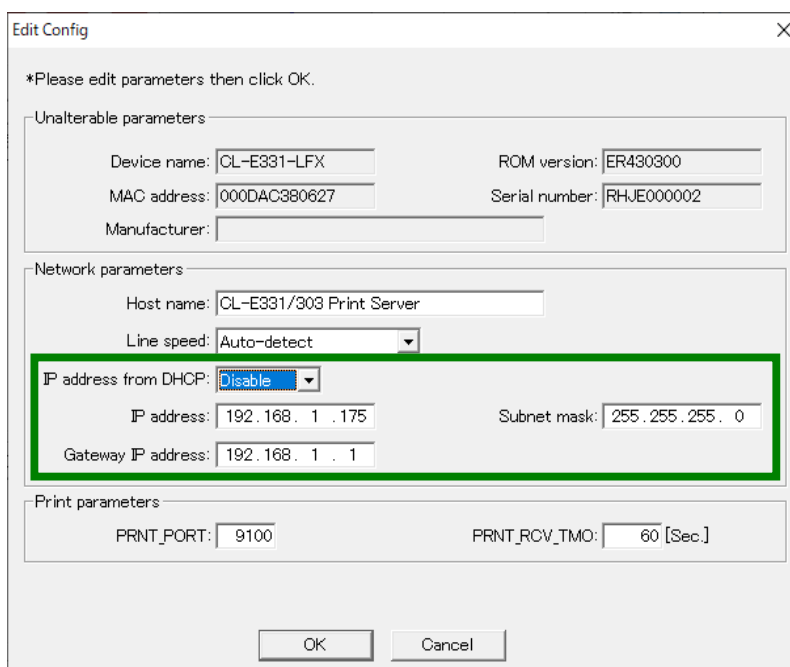 Edit Config
*Please edit parameters then click OK.
Unalterable parameters
Device name: CL-E331-LFX ROM version: ER430300
MAC address: 000DAC380627 Serial number: RHJE000002
Manufacturer:
Network parameters
Host name: CL-E331/303 Print Server
Line speed: Auto-detect
IP address from DHCP: Disable
IP address: 192.168. 1 .175 Subnet mask: 255.255.255. 0
Gateway IP address: 192.168. 1 . 1
Print parameters
PRNT_PORT: 9100 PRNT_RCV_TMO: 60 [Sec.]
OK Cancel